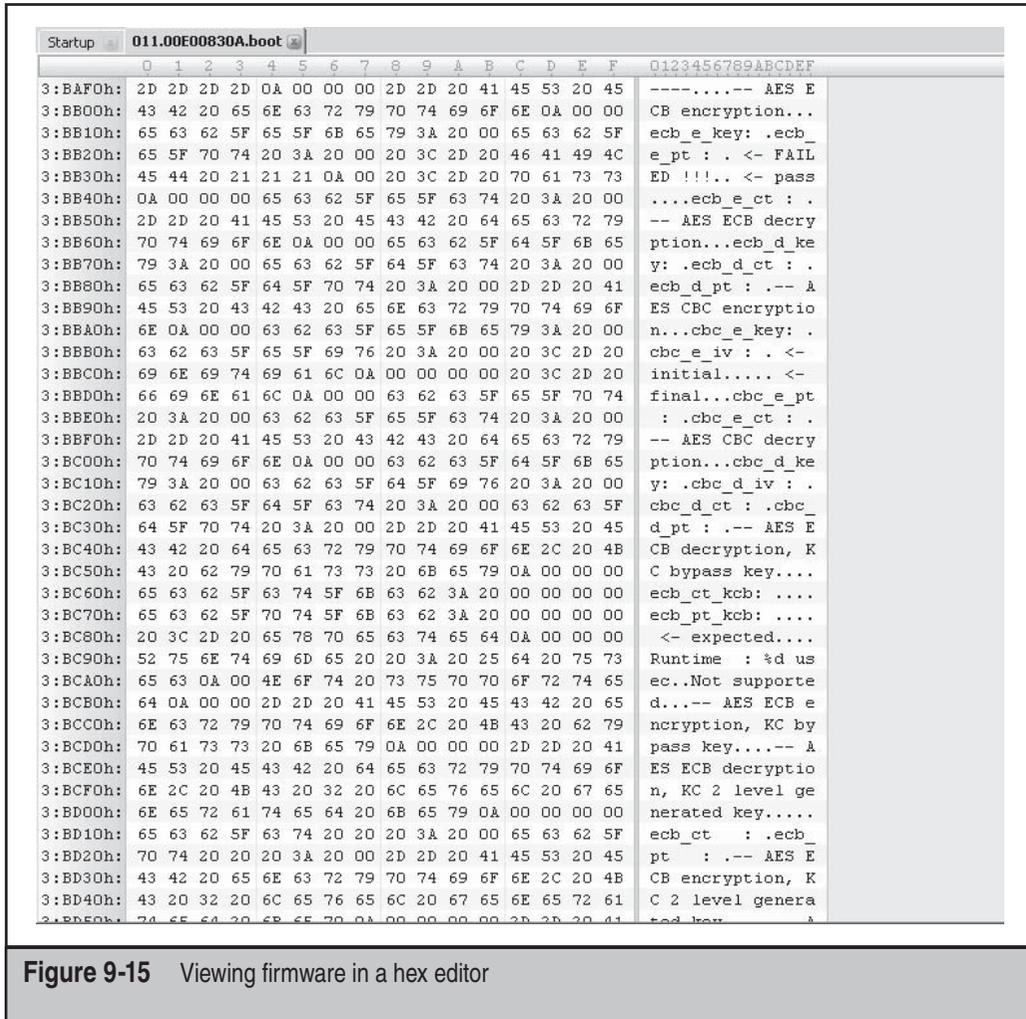 Startup 011.00E00830A.boot
0 1 2 3 4 5 6 7 8 9 A B C D E F 0123456789ABCDEF
3:BAF0h: 2D 2D 2D 2D 0A 00 00 00 2D 2D 20 41 45 53 20 45 ----....-- AES E
3:BB00h: 43 42 20 65 6E 63 72 79 70 74 69 6F 6E 0A 00 00 CB encryption...
3:BB10h: 65 63 62 5F 65 5F 6B 65 79 3A 20 00 65 63 62 5F ecb_e_key: .ecb_
3:BB20h: 65 5F 70 74 20 3A 20 00 20 3C 2D 20 46 41 49 4C e_pt : . <- FAIL
3:BB30h: 45 44 20 21 21 21 0A 00 20 3C 2D 20 70 61 73 73 ED !!!.. <- pass
3:BB40h: 0A 00 00 00 65 63 62 5F 65 5F 63 74 20 3A 20 00 ....ecb_e_ct : .
3:BB50h: 2D 2D 20 41 45 53 20 45 43 42 20 64 65 63 72 79 -- AES ECB decry
3:BB60h: 70 74 69 6F 6E 0A 00 00 65 63 62 5F 64 5F 6B 65 ption...ecb_d_ke
3:BB70h: 79 3A 20 00 65 63 62 5F 64 5F 63 74 20 3A 20 00 y: .ecb_d_ct : .
3:BB80h: 65 63 62 5F 64 5F 70 74 20 3A 20 00 2D 2D 20 41 ecb_d_pt : .-- A
3:BB90h: 45 53 20 43 42 43 20 65 6E 63 72 79 70 74 69 6F ES CBC encryptio
3:BBA0h: 6E 0A 00 00 63 62 63 5F 65 5F 6B 65 79 3A 20 00 n...cbc_e_key: .
3:BBB0h: 63 62 63 5F 65 5F 69 76 20 3A 20 00 20 3C 2D 20 cbc_e_iv : . <-
3:BBC0h: 69 6E 69 74 69 61 6C 0A 00 00 00 00 20 3C 2D 20 initial..... <-
3:BBD0h: 66 69 6E 61 6C 0A 00 00 63 62 63 5F 65 5F 70 74 final...cbc_e_pt
3:BBE0h: 20 3A 20 00 63 62 63 5F 65 5F 63 74 20 3A 20 00 : .cbc_e_ct : .
3:BBF0h: 2D 2D 20 41 45 53 20 43 42 43 20 64 65 63 72 79 -- AES CBC decry
3:BC00h: 70 74 69 6F 6E 0A 00 00 63 62 63 5F 64 5F 6B 65 ption...cbc_d_ke
3:BC10h: 79 3A 20 00 63 62 63 5F 64 5F 69 76 20 3A 20 00 y: .cbc_d_iv : .
3:BC20h: 63 62 63 5F 64 5F 63 74 20 3A 20 00 63 62 63 5F cbc_d_ct : .cbc_
3:BC30h: 64 5F 70 74 20 3A 20 00 2D 2D 20 41 45 53 20 45 d_pt : .-- AES E
3:BC40h: 43 42 20 64 65 63 72 79 70 74 69 6F 6E 2C 20 4B CB decryption, K
3:BC50h: 43 20 62 79 70 61 73 73 20 6B 65 79 0A 00 00 00 C bypass key....
3:BC60h: 65 63 62 5F 63 74 5F 6B 63 62 3A 20 00 00 00 00 ecb_ct_kcb: ....
3:BC70h: 65 63 62 5F 70 74 5F 6B 63 62 3A 20 00 00 00 00 ecb_pt_kcb: ....
3:BC80h: 20 3C 2D 20 65 78 70 65 63 74 65 64 0A 00 00 00 <- expected....
3:BC90h: 52 75 6E 74 69 6D 65 20 20 3A 20 25 64 20 75 73 Runtime : %d us
3:BCA0h: 65 63 0A 00 4E 6F 74 20 73 75 70 70 6F 72 74 65 ec..Not supporte
3:BCB0h: 64 0A 00 00 2D 2D 20 41 45 53 20 45 43 42 20 65 d...-- AES ECB e
3:BCC0h: 6E 63 72 79 70 74 69 6F 6E 2C 20 4B 43 20 62 79 ncryption, KC by
3:BCD0h: 70 61 73 73 20 6B 65 79 0A 00 00 00 2D 2D 20 41 pass key....-- A
3:BCE0h: 45 53 20 45 43 42 20 64 65 63 72 79 70 74 69 6F ES ECB decryptio
3:BCF0h: 6E 2C 20 4B 43 20 32 20 6C 65 76 65 6C 20 67 65 n, KC 2 level ge
3:BD00h: 6E 65 72 61 74 65 64 20 6B 65 79 0A 00 00 00 00 nerated key.....
3:BD10h: 65 63 62 5F 63 74 20 20 20 3A 20 00 65 63 62 5F ecb_ct : .ecb_
3:BD20h: 70 74 20 20 20 3A 20 00 2D 2D 20 41 45 53 20 45 pt : .-- AES E
3:BD30h: 43 42 20 65 6E 63 72 79 70 74 69 6F 6E 2C 20 4B CB encryption, K
3:BD40h: 43 20 32 20 6C 65 76 65 6C 20 67 65 6E 65 72 61 C 2 level genera
Figure 9-15 Viewing firmware in a hex editor